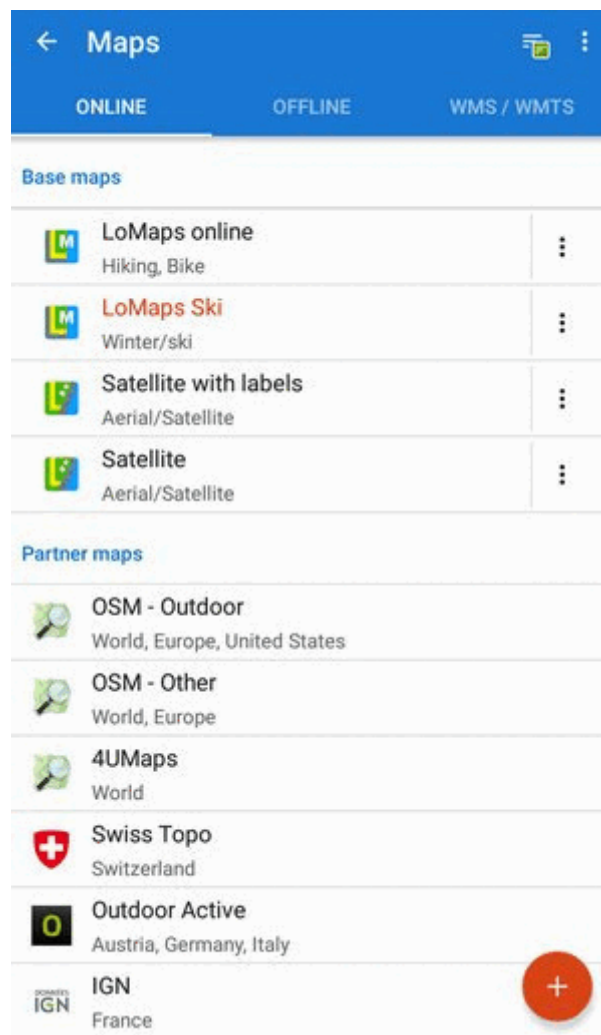 Maps
ONLINE OFFLINE WMS / WMTS
Base maps
LoMaps online
Hiking, Bike
LoMaps Ski
Winter/ski
Satellite with labels
Aerial/Satellite
Satellite
Aerial/Satellite
Partner maps
OSM - Outdoor
World, Europe, United States
OSM - Other
World, Europe
4UMaps
World
Swiss Topo
Switzerland
Outdoor Active
Austria, Germany, Italy
IGN
IGN
France